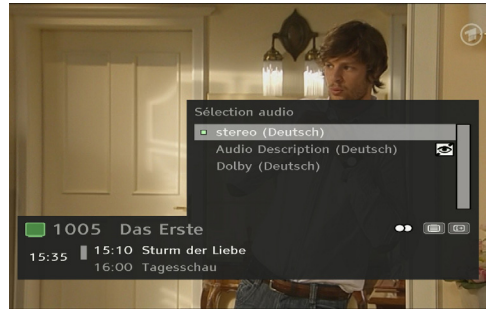 Sélection audio
stereo (Deutsch)
Audio Description (Deutsch)
Dolby (Deutsch)
1005 Das Erste
15:35
15:10 Sturm der Liebe
16:00 Tagesschau